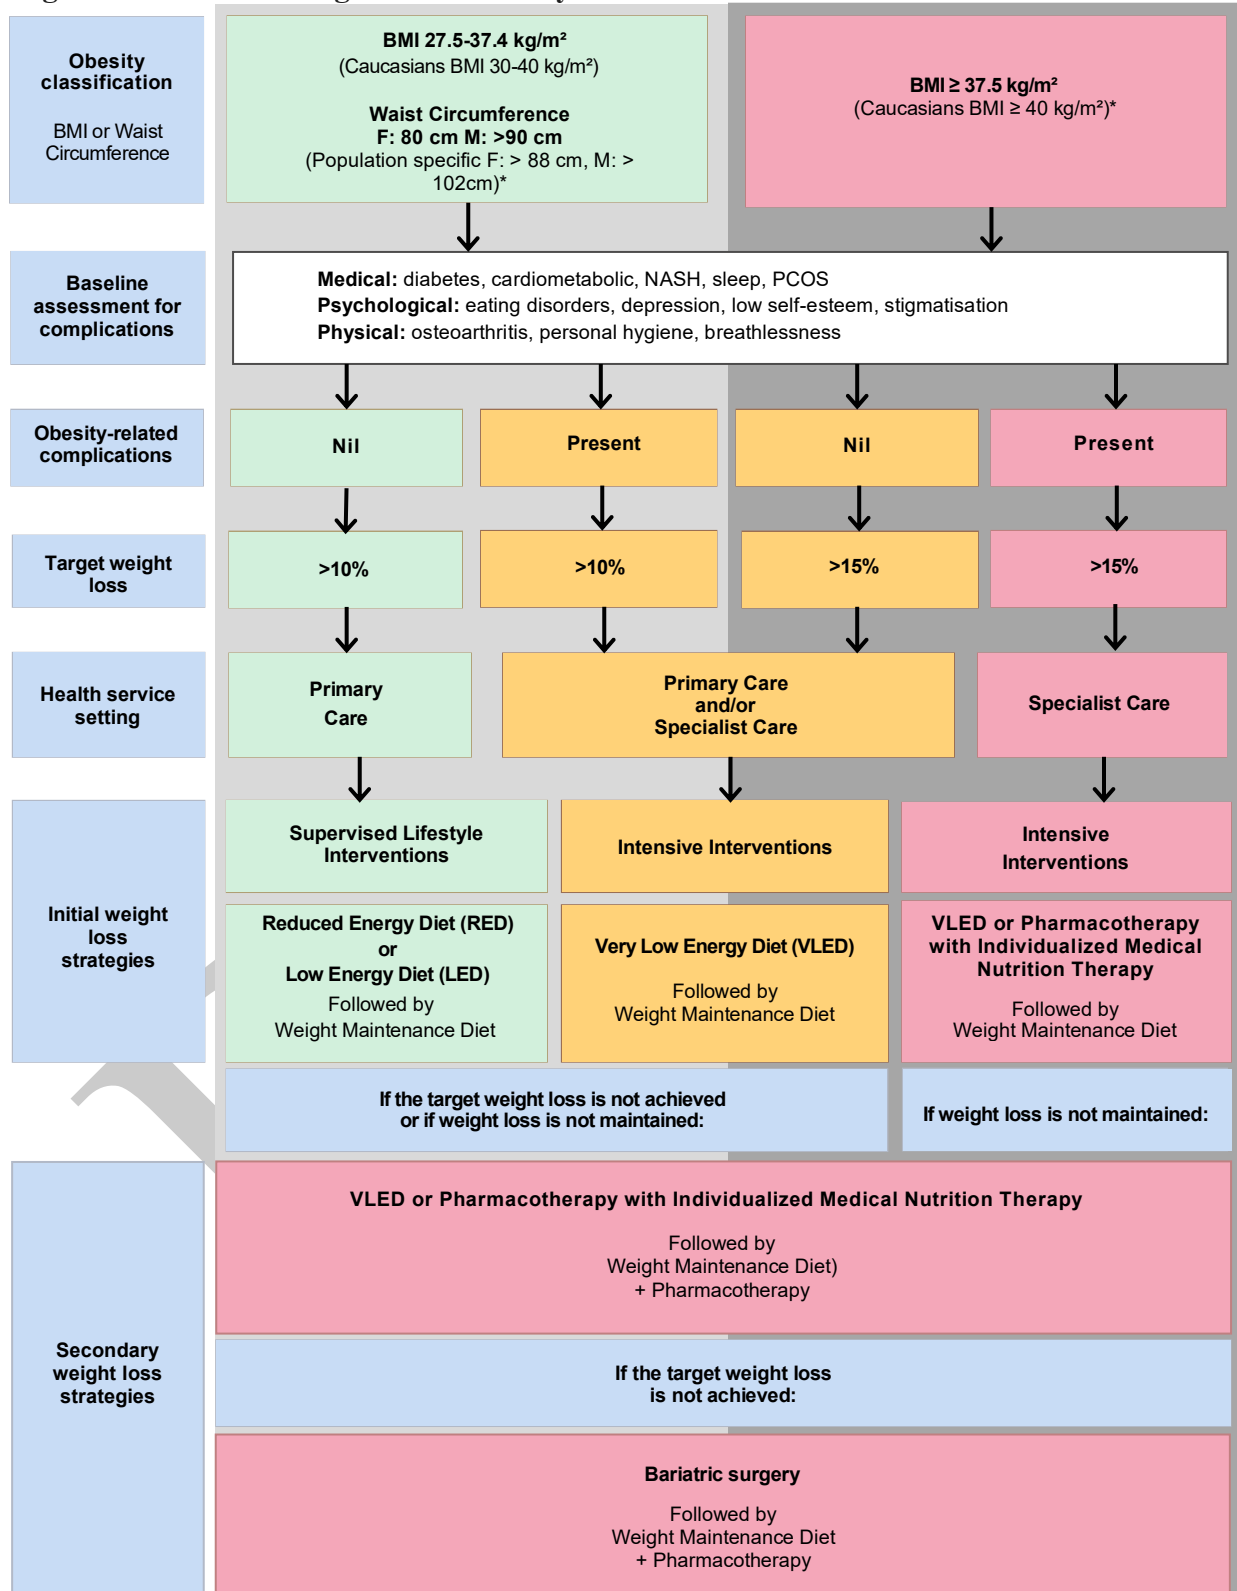 Obesity
classification
BMI or Waist
Circumference
BMI 27.5-37.4 kg/m²
(Caucasians BMI 30-40 kg/m²)
Waist Circumference
F: 80 cm M: >90 cm
(Population specific F: > 88 cm, M: >
102cm)*
BMI ≥ 37.5 kg/m²
(Caucasians BMI ≥ 40 kg/m²)*
Baseline
assessment for
complications
Medical: diabetes, cardiometabolic, NASH, sleep, PCOS
Psychological: eating disorders, depression, low self-esteem, stigmatisation
Physical: osteoarthritis, personal hygiene, breathlessness
Obesity-related
complications
Nil
Present
Nil
Present
Target weight
loss
>10%
>10%
>15%
>15%
Health service
setting
Primary
Care
Primary Care
and/or
Specialist Care
Specialist Care
Initial weight
loss
strategies
Supervised Lifestyle
Interventions
Intensive Interventions
Intensive
Interventions
Reduced Energy Diet (RED)
or
Low Energy Diet (LED)
Followed by
Weight Maintenance Diet
Very Low Energy Diet (VLED)
Followed by
Weight Maintenance Diet
VLED or Pharmacotherapy
with Individualized Medical
Nutrition Therapy
Followed by
Weight Maintenance Diet
If the target weight loss is not achieved
or if weight loss is not maintained:
If weight loss is not maintained:
Secondary
weight loss
strategies
VLED or Pharmacotherapy with Individualized Medical Nutrition Therapy
Followed by
Weight Maintenance Diet)
+ Pharmacotherapy
If the target weight loss
is not achieved:
Bariatric surgery
Followed by
Weight Maintenance Diet
+ Pharmacotherapy